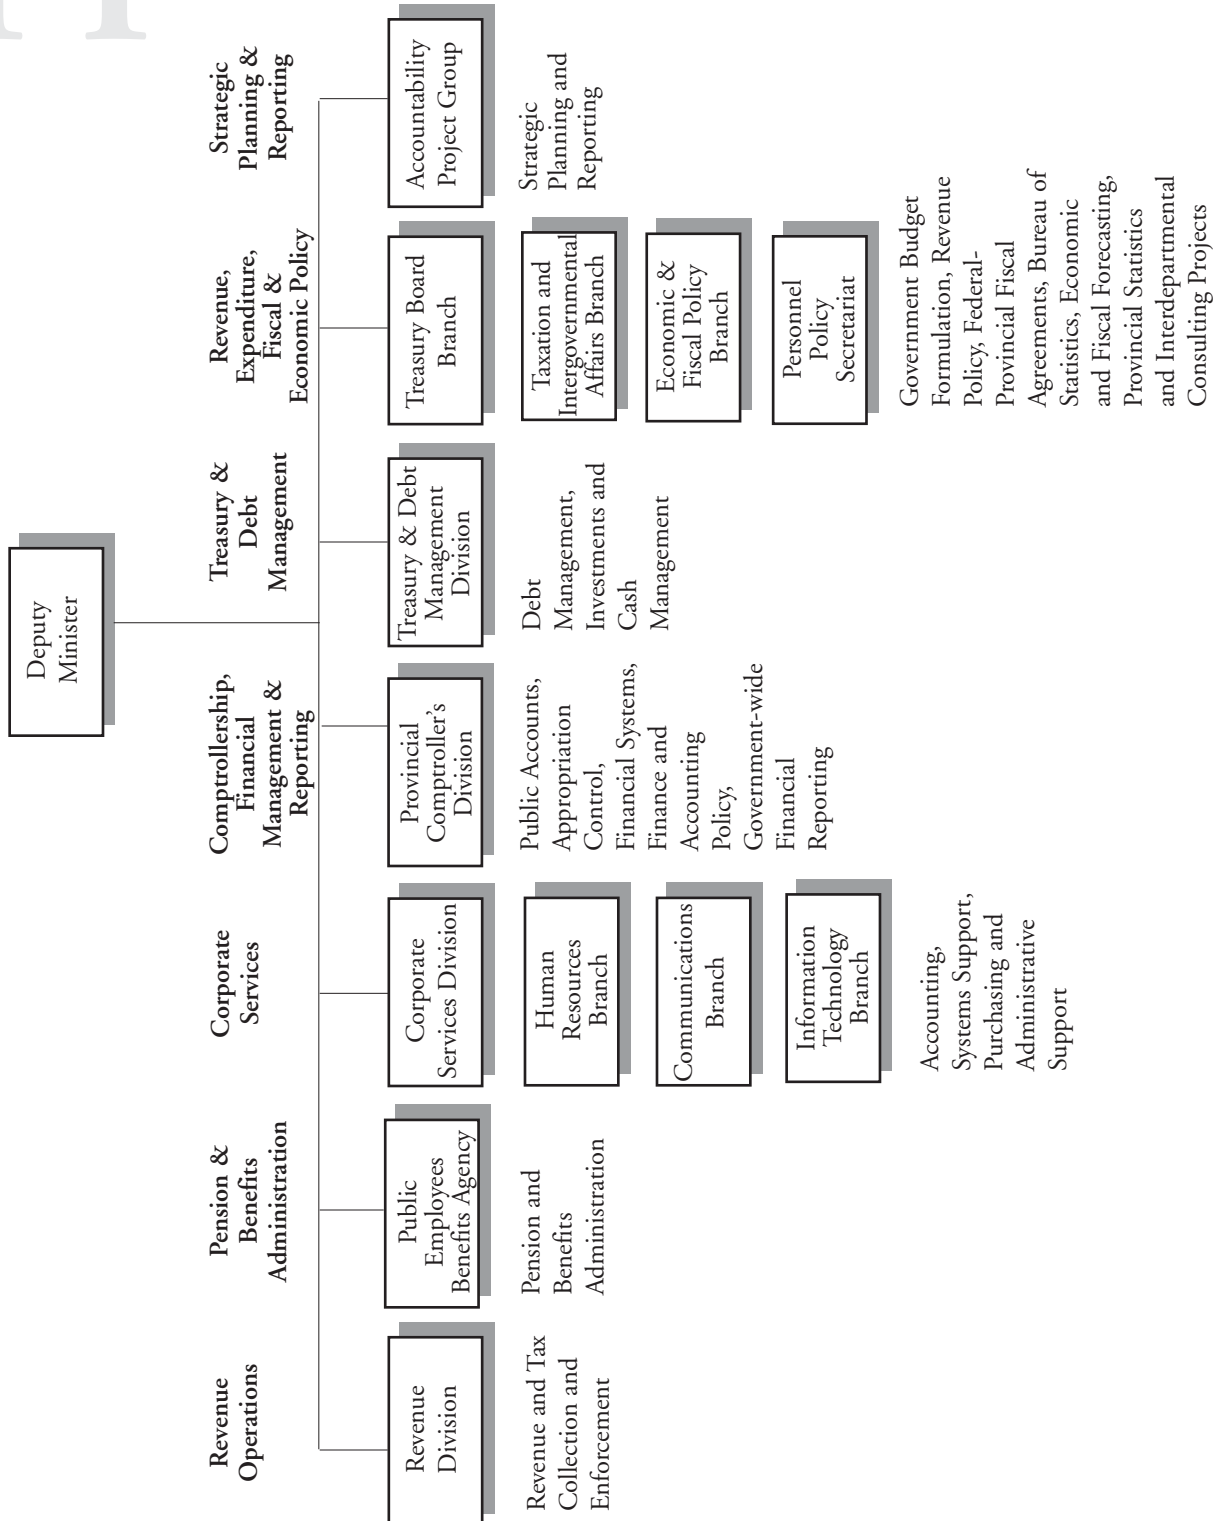 Deputy
Minister
Revenue
Operations
Revenue
Division
Revenue and Tax
Collection and
Enforcement
Pension &
Benefits
Administration
Public
Employees
Benefits Agency
Pension and
Benefits
Administration
Corporate
Services
Corporate
Services Division
Human
Resources
Branch
Communications
Branch
Information
Technology
Branch
Accounting,
Systems Support,
Purchasing and
Administrative
Support
Comptrollership,
Financial
Management &
Reporting
Provincial
Comptroller's
Division
Public Accounts,
Appropriation
Control,
Financial Systems,
Finance and
Accounting
Policy,
Government-wide
Financial
Reporting
Treasury &
Debt
Management
Treasury & Debt
Management
Division
Debt
Management,
Investments and
Cash
Management
Revenue,
Expenditure,
Fiscal &
Economic Policy
Treasury Board
Branch
Taxation and
Intergovernmental
Affairs Branch
Economic &
Fiscal Policy
Branch
Personnel
Policy
Secretariat
Government Budget
Formulation, Revenue
Policy, Federal-
Provincial Fiscal
Agreements, Bureau of
Statistics, Economic
and Fiscal Forecasting,
Provincial Statistics
and Interdepartmental
Consulting Projects
Strategic
Planning &
Reporting
Accountability
Project Group
Strategic
Planning and
Reporting